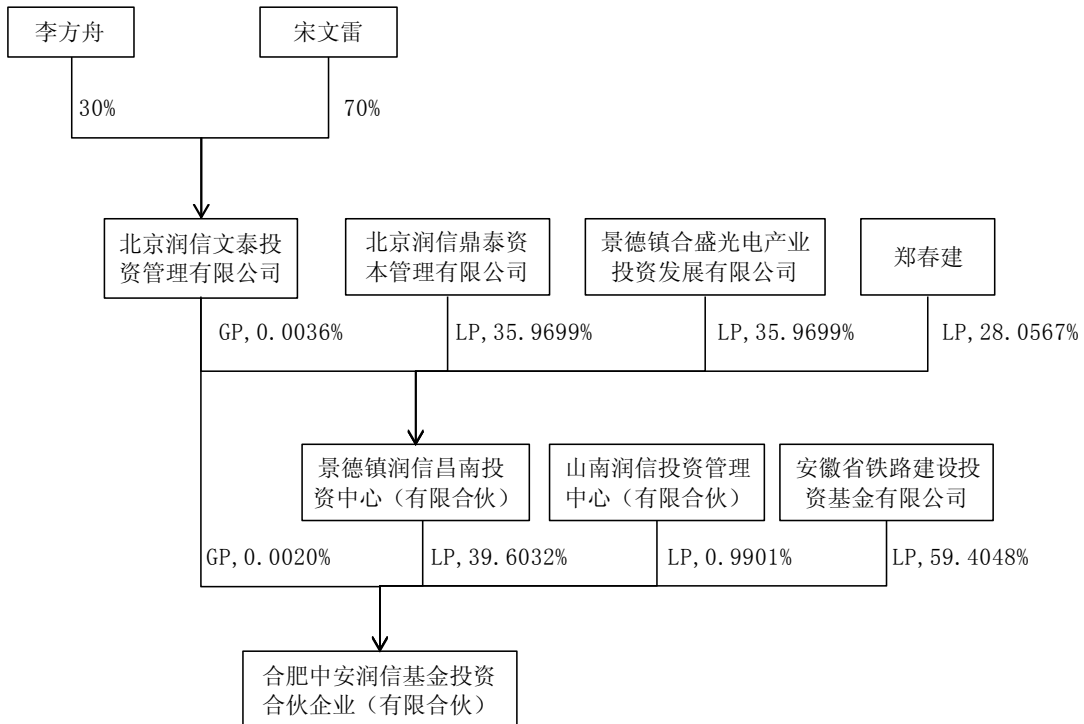 李方舟
宋文雷
30%
70%
北京润信文泰投
资管理有限公司
北京润信鼎泰资
本管理有限公司
景德镇合盛光电产业
投资发展有限公司
郑春建
GP,0.0036%
LP,35.9699%
LP,35.9699%
LP,28.0567%
景德镇润信昌南投
资中心（有限合伙）
山南润信投资管理
中心（有限合伙）
安徽省铁路建设投
资基金有限公司
GP,0.0020%
LP,39.6032%
LP,0.9901%
LP,59.4048%
合肥中安润信基金投资
合伙企业（有限合伙）